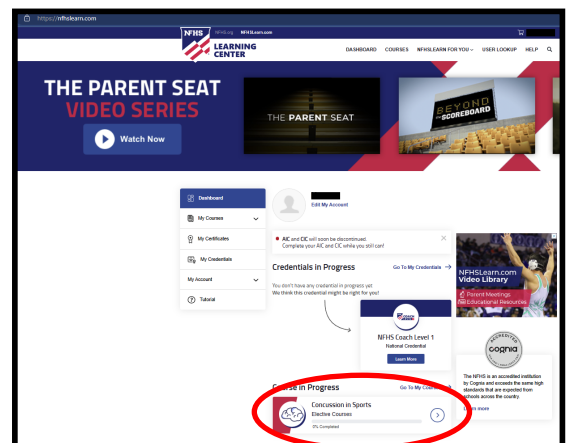 https://nfhslearn.com
NFHS
NFHS.org NFHSLearn.com
LEARNING
CENTER
DASHBOARD COURSES NFHSLEARN FOR YOU USER LOOKUP HELP
THE PARENT SEAT
VIDEO SERIES
Watch Now
THE PARENT SEAT
BEYOND
THE SCOREBOARD
Dashboard
My Courses
My Certificates
My Credentials
My Account
Tutorial
Edit My Account
AIC and CIC will soon be discontinued.
Complete your AIC and CIC while you still can!
Credentials in Progress Go To My Credentials
You don't have any credential in progress yet
We think this credential might be right for you!
NFHS Coach Level 1
National Credential
Learn More
Course in Progress Go To My Courses
Concussion in Sports
Elective Courses
0% Completed
NFHSLearn.com
Video Library
Parent Meetings
Educational Resources
ACCREDITED
cognia
The NFHS is an accredited institution
by Cognia and exceeds the same high
standards that are expected from
schools across the country.
Learn more